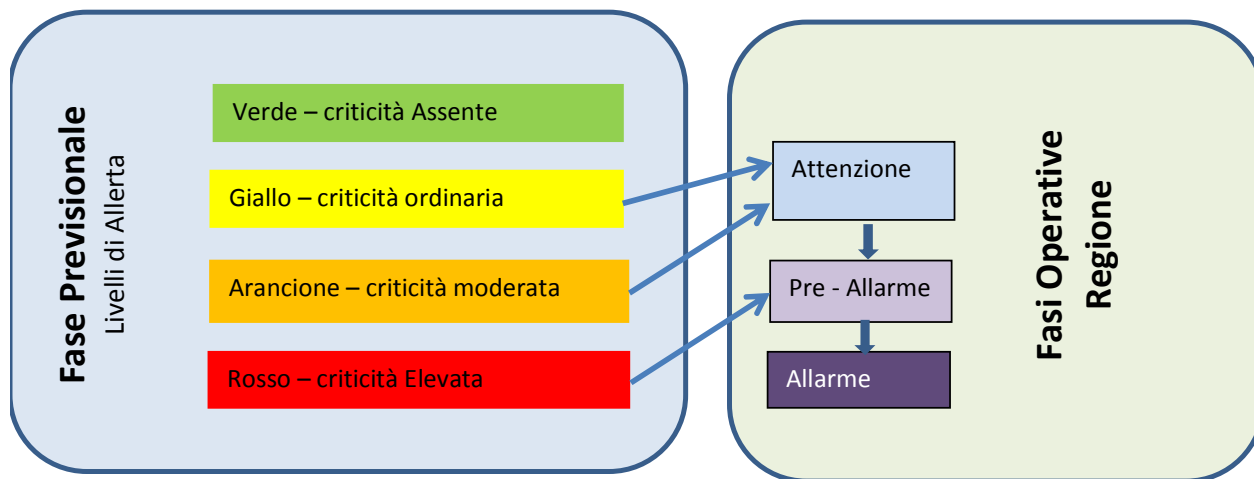 Fase Previsionale
Livelli di Allerta
Verde – criticità Assente
Giallo – criticità ordinaria
Arancione – criticità moderata
Rosso – criticità Elevata
Attenzione
Pre - Allarme
Allarme
Fasi Operative
Regione